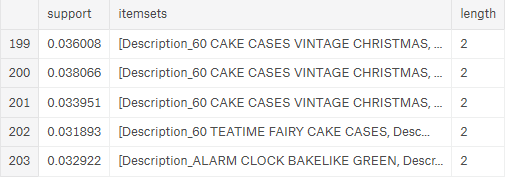 support itemsets length
199 0.036008 [Description_60 CAKE CASES VINTAGE CHRISTMAS, ... 2
200 0.038066 [Description_60 CAKE CASES VINTAGE CHRISTMAS, ... 2
201 0.033951 [Description_60 CAKE CASES VINTAGE CHRISTMAS, ... 2
202 0.031893 [Description_60 TEATIME FAIRY CAKE CASES, Desc... 2
203 0.032922 [Description_ALARM CLOCK BAKELIKE GREEN, Descr... 2